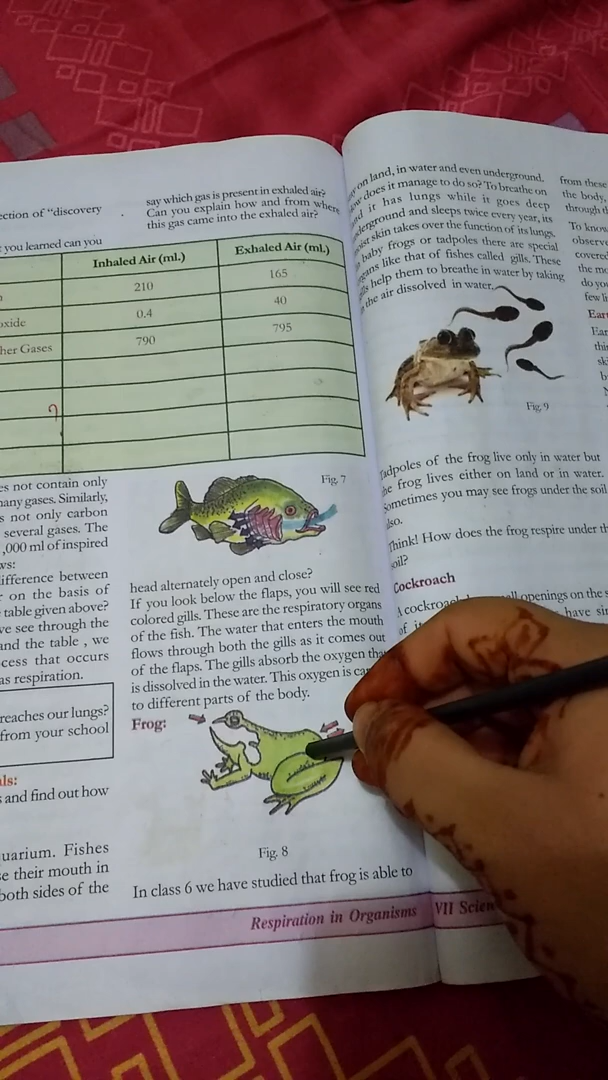 ection of “discovery
you learned can you
say which gas is present in exhaled air?
Can you explain how and from where
this gas came into the exhaled air?
Inhaled Air (ml.) Exhaled Air (ml.)
210 165
oxide 0.4 40
her Gases 790 795
es not contain only
many gases. Similarly,
s not only carbon
several gases. The
,000 ml of inspired
ws:
ifference between
r on the basis of
table given above?
ve see through the
and the table , we
cess that occurs
as respiration.
reaches our lungs?
from your school
als:
and find out how
uarium. Fishes
se their mouth in
both sides of the
Fig. 7
head alternately open and close?
If you look below the flaps, you will see red
colored gills. These are the respiratory organs
of the fish. The water that enters the mouth
flows through both the gills as it comes out
of the flaps. The gills absorb the oxygen that
is dissolved in the water. This oxygen is
to different parts of the body.
Frog:
Fig. 8
In class 6 we have studied that frog is able to
Respiration in Organisms
on land, in water and even underground.
does it manage to do so? To breathe on
it has lungs while it goes deep
underground and sleeps twice every year, its
moist skin takes over the function of its lungs.
baby frogs or tadpoles there are special
organs like that of fishes called gills. These
help them to breathe in water by taking
the air dissolved in water.
Fig. 9
Tadpoles of the frog live only in water but
the frog lives either on land or in water.
Sometimes you may see frogs under the soil
also.
Think! How does the frog respire under th
soil?
Cockroach
A cockroach openings on the s
of have
VII Scien
from these
the body,
through
To know
observe
covered
the
do yo
few li
Ear
Ear
thi